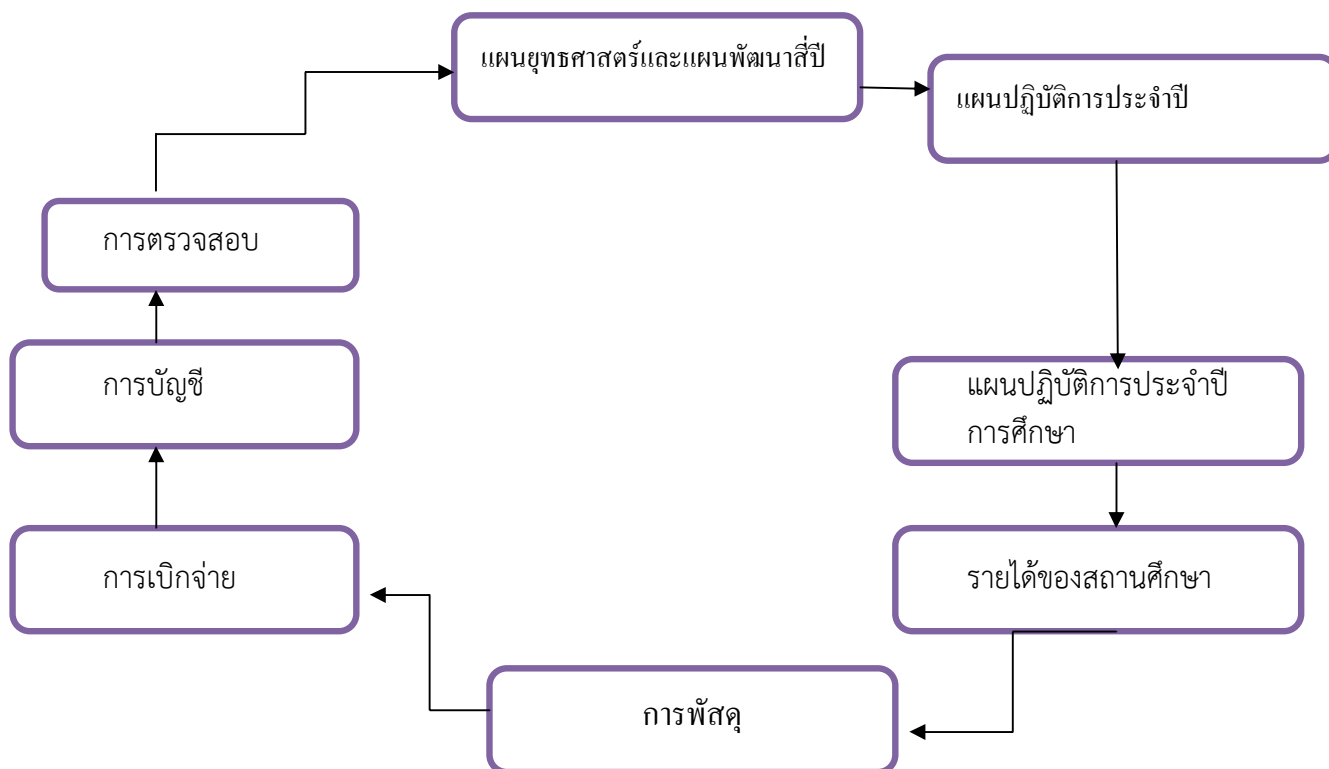 แผนยุทธศาสตร์และแผนพัฒนาสี่ปี
แผนปฏิบัติการประจำปี
แผนปฏิบัติการประจำปี
การศึกษา
รายได้ของสถานศึกษา
การพัสดุ
การเบิกจ่าย
การบัญชี
การตรวจสอบ